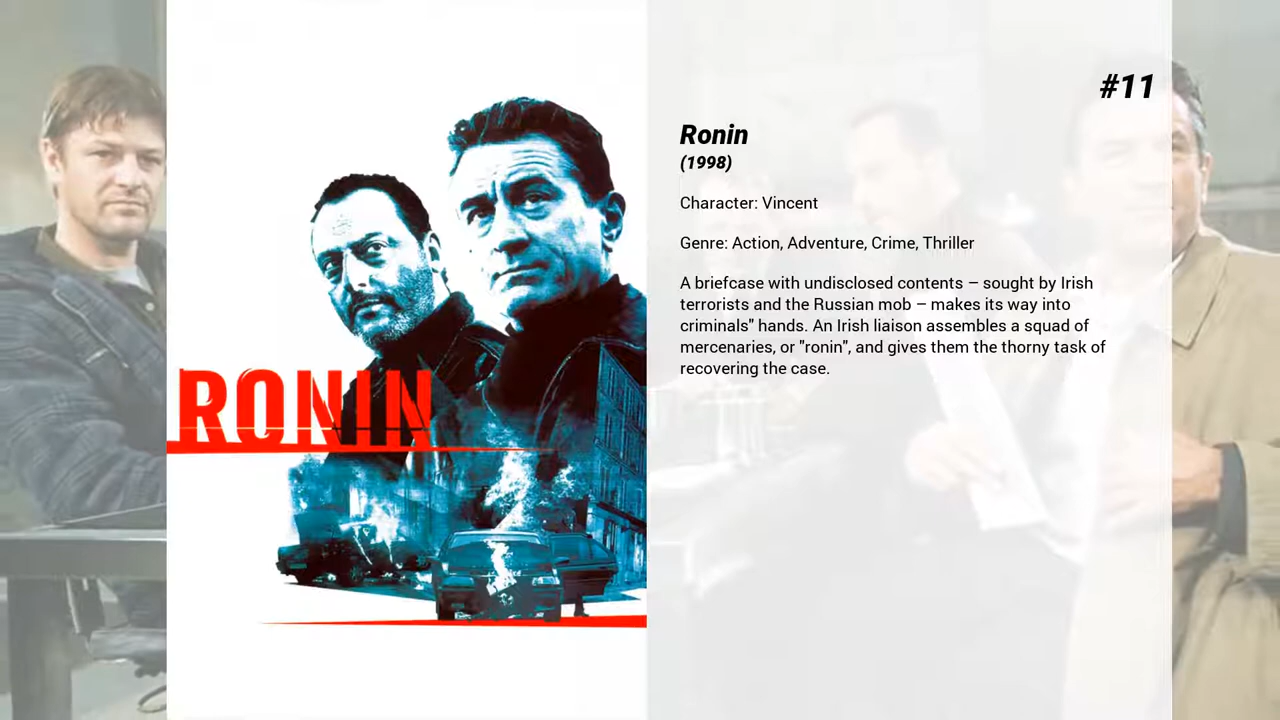 #11
Ronin
(1998)
Character: Vincent
Genre: Action, Adventure, Crime, Thriller
A briefcase with undisclosed contents – sought by Irish
terrorists and the Russian mob – makes its way into
criminals" hands. An Irish liaison assembles a squad of
mercenaries, or "ronin", and gives them the thorny task of
recovering the case.
RONIN